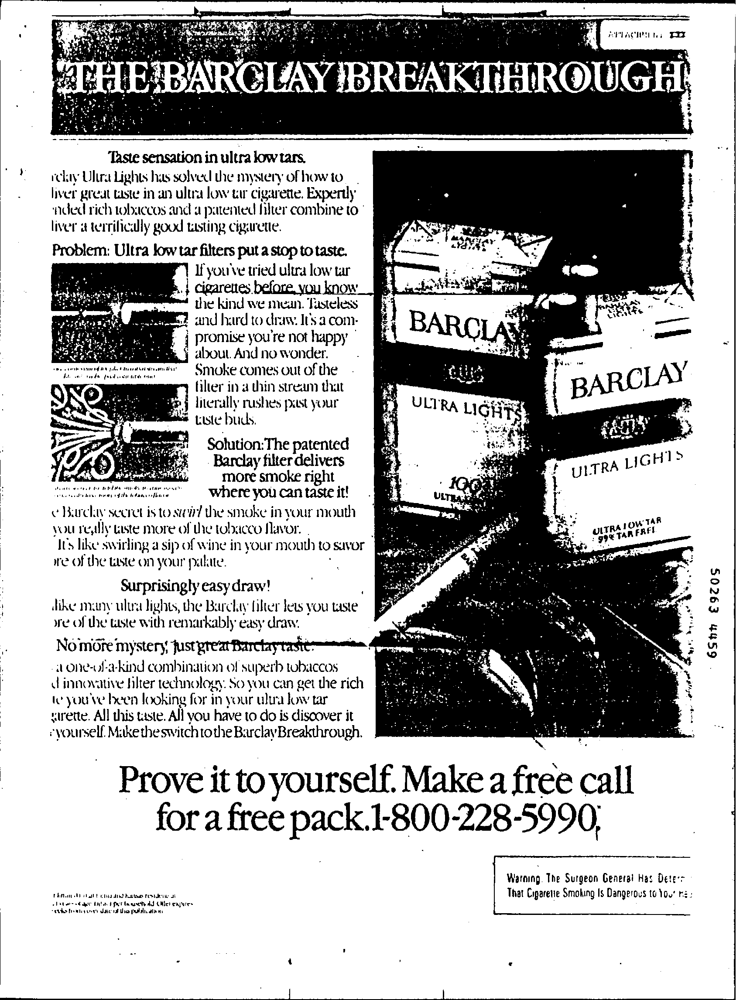 THE BARCLAY BREAKTHROUGH
Taste sensation in ultra low tars.
rclay Ultra Lights has solved the mystery of how to
liver great taste in an ultra low tar cigarette. Expertly
nded rich tobaccos and a patented filter combine to
liver a terrifically good tasting cigarette.
Problem: Ultra low tar filters put a stop to taste.
If you've tried ultra low tar
cigarettes before, you know
the kind we mean. Tasteless
and hard to draw. It's a com-
promise you're not happy
about. And no wonder.
Smoke comes out of the
filter in a thin stream that
literally rushes past your
taste buds.
Solution: The patented
Barclay filter delivers
more smoke right
where you can taste it!
e Barclay secret is to swirl the smoke in your mouth
you really taste more of the tobacco flavor.
It's like swirling a sip of wine in your mouth to savor
ore of the taste on your palate.
Surprisingly easy draw!
like many ultra lights, the Barclay filter lets you taste
ore of the taste with remarkably easy draw.
No more mystery, just great Barclay taste.
a one-of-a-kind combination of superb tobaccos
d innovative filter technology. So you can get the rich
te you've been looking for in your ultra low tar
garette. All this taste. All you have to do is discover it
yourself. Make the switch to the Barclay Breakthrough.
BARCLAY
ULTRA LIGHTS
100
ULTRA
BARCLAY
ULTRA LIGHTS
ULTRA LOW TAR
99% TAR FREE
50263 4459
Prove it to yourself. Make a free call
for a free pack. 1-800-228-5990.
Warning: The Surgeon General Has Deter
That Cigarette Smoking Is Dangerous to Your Hea